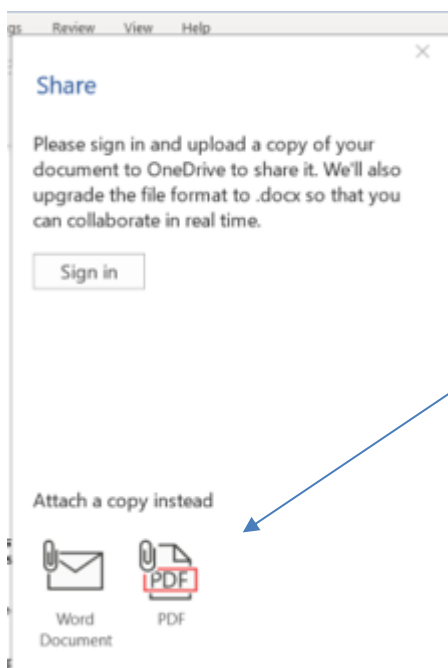 gs Review View Help
Share
Please sign in and upload a copy of your
document to OneDrive to share it. We'll also
upgrade the file format to .docx so that you
can collaborate in real time.
Sign in
Attach a copy instead
PDF
Word
Document
PDF